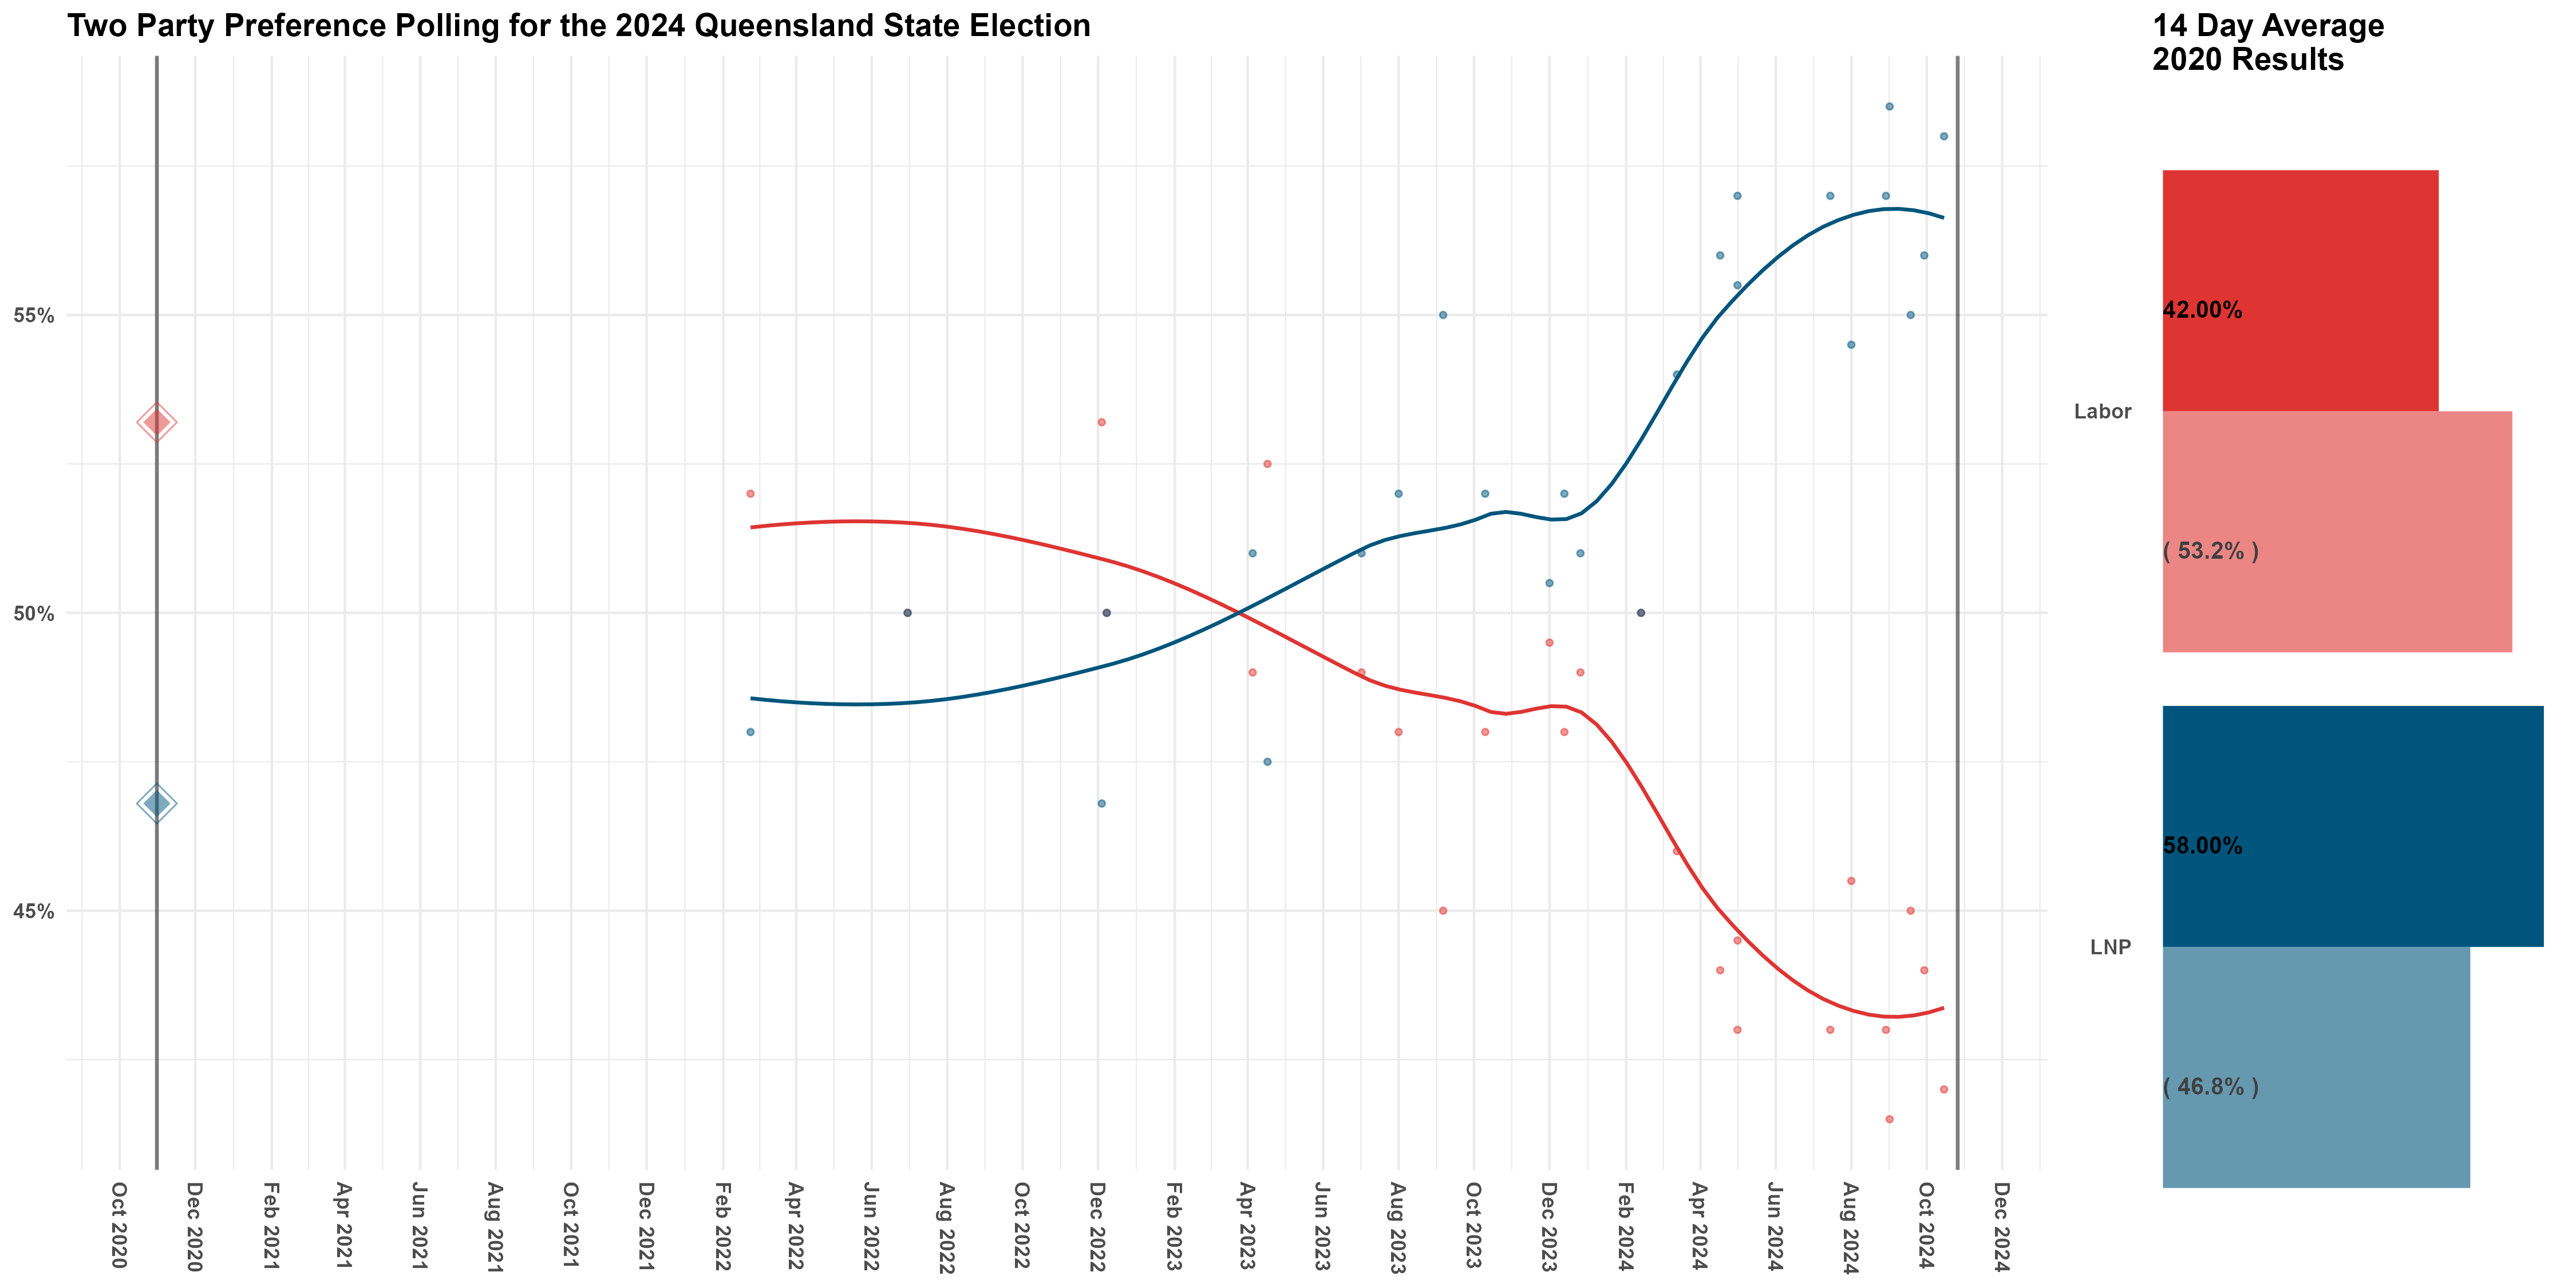 Two Party Preference Polling for the 2024 Queensland State Election
14 Day Average
2020 Results
55%
50%
45%
Oct 2020
Dec 2020
Feb 2021
Apr 2021
Jun 2021
Aug 2021
Oct 2021
Dec 2021
Feb 2022
Apr 2022
Jun 2022
Aug 2022
Oct 2022
Dec 2022
Feb 2023
Apr 2023
Jun 2023
Aug 2023
Oct 2023
Dec 2023
Feb 2024
Apr 2024
Jun 2024
Aug 2024
Oct 2024
Dec 2024
42.00%
Labor
( 53.2% )
58.00%
LNP
( 46.8% )